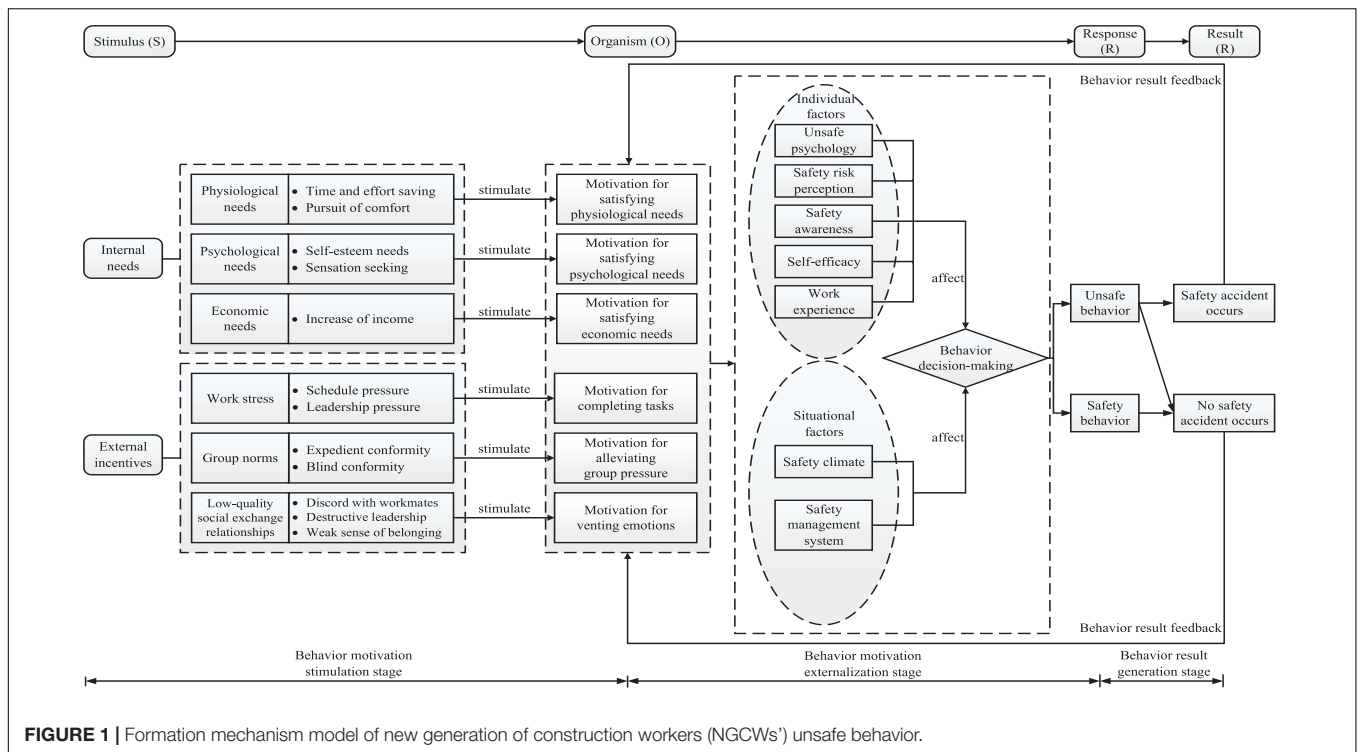 Stimulus (S)
Organism (O)
Response
(R)
Result
(R)
Behavior result feedback
Individual
factors
Unsafe
psychology
Safety risk
perception
Safety
awareness
Self-efficacy
Work
experience
affect
Internal
needs
Physiological
needs
• Time and effort saving
• Pursuit of comfort
stimulate
Motivation for
satisfying
physiological needs
Psychological
needs
• Self-esteem needs
• Sensation seeking
stimulate
Motivation for
satisfying
psychological needs
Economic
needs
• Increase of income
stimulate
Motivation for
satisfying
economic needs
External
incentives
Work stress
• Schedule pressure
• Leadership pressure
stimulate
Motivation for
completing tasks
Group norms
• Expedient conformity
• Blind conformity
stimulate
Motivation for
alleviating
group pressure
Low-quality
social exchange
relationships
• Discord with workmates
• Destructive leadership
• Weak sense of belonging
stimulate
Motivation for
venting emotions
Behavior
decision-making
Situational
factors
Safety climate
Safety
management
system
affect
Unsafe
behavior
Safety accident
occurs
Safety
behavior
No safety
accident occurs
Behavior result feedback
Behavior motivation
stimulation stage
Behavior motivation
externalization stage
Behavior result
generation stage
FIGURE 1 | Formation mechanism model of new generation of construction workers (NGCWs') unsafe behavior.